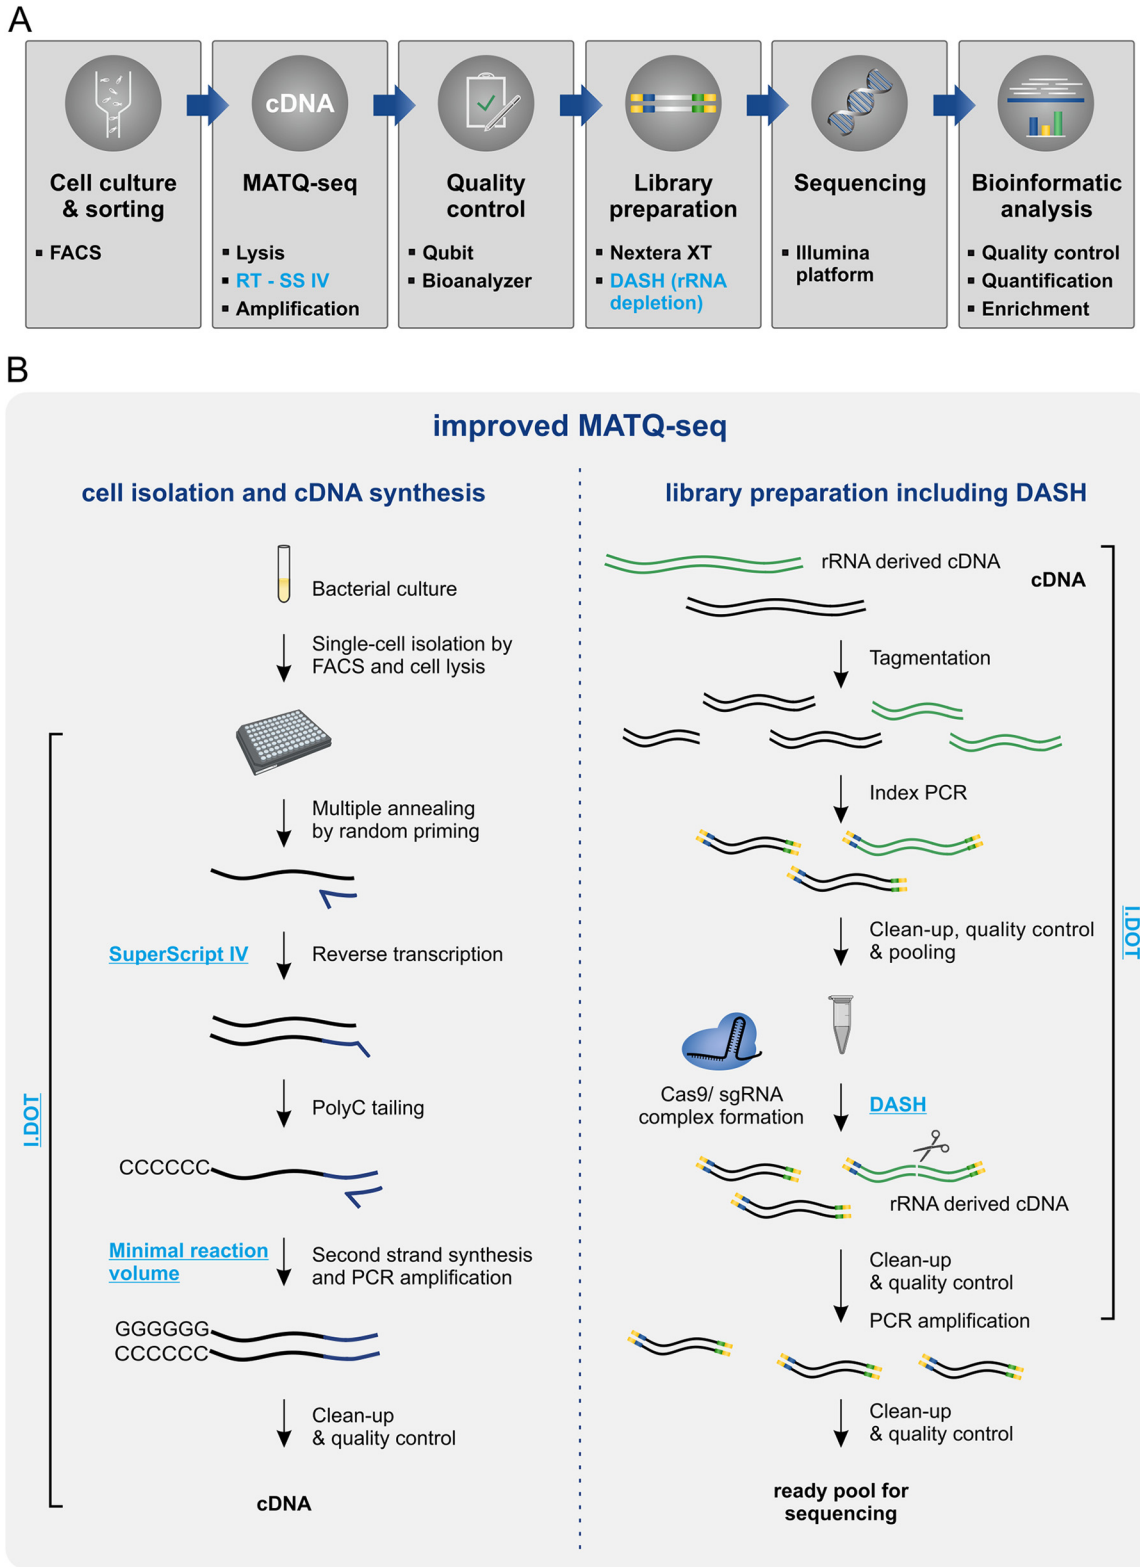 A
cDNA
Cell culture
& sorting
▪ FACS
MATQ-seq
▪ Lysis
▪ RT - SS IV
▪ Amplification
Quality
control
▪ Qubit
▪ Bioanalyzer
Library
preparation
▪ Nextera XT
▪ DASH (rRNA
depletion)
Sequencing
▪ Illumina
platform
Bioinformatic
analysis
▪ Quality control
▪ Quantification
▪ Enrichment
B
improved MATQ-seq
cell isolation and cDNA synthesis
Bacterial culture
Single-cell isolation by
FACS and cell lysis
Multiple annealing
by random priming
SuperScript IV
Reverse transcription
I.DOT
PolyC tailing
CCCCCC
Minimal reaction
volume
Second strand synthesis
and PCR amplification
GGGGGG
CCCCCC
Clean-up
& quality control
cDNA
library preparation including DASH
rRNA derived cDNA
cDNA
Tagmentation
Index PCR
I.DOT
Clean-up, quality control
& pooling
Cas9/ sgRNA
complex formation
DASH
rRNA derived cDNA
Clean-up
& quality control
PCR amplification
Clean-up
& quality control
ready pool for
sequencing